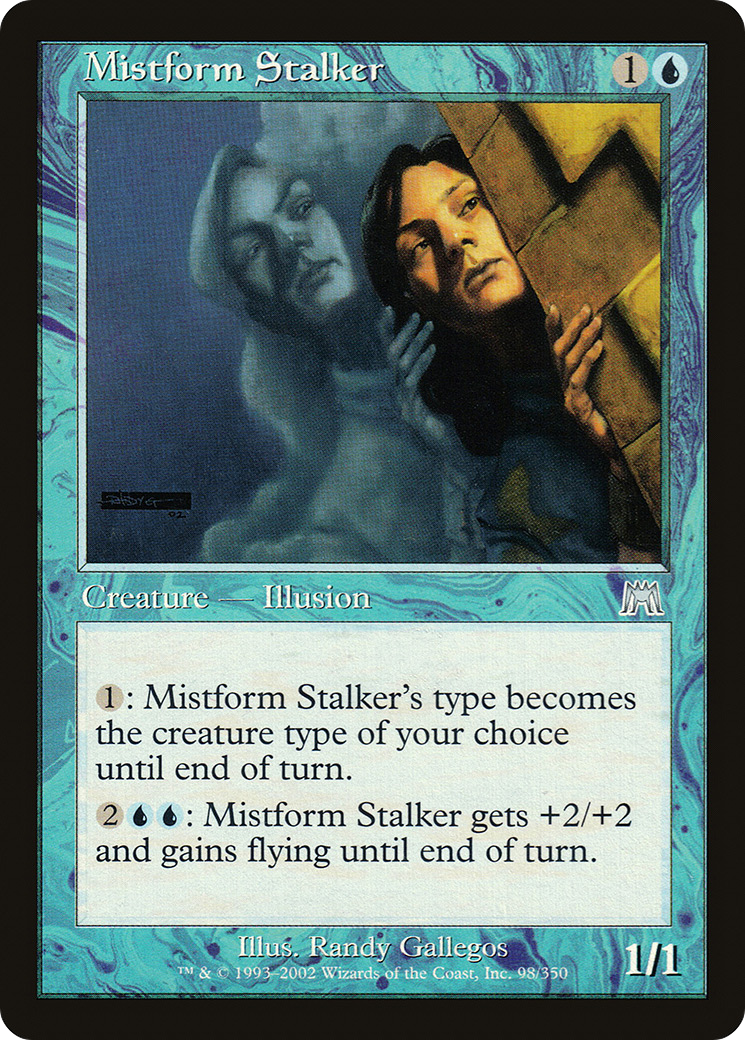 Mistform Stalker 1
Creature — Illusion
1: Mistform Stalker's type becomes
the creature type of your choice
until end of turn.
2: Mistform Stalker gets +2/+2
and gains flying until end of turn.
Illus. Randy Gallegos
™ & © 1993–2002 Wizards of the Coast, Inc. 98/350
1/1